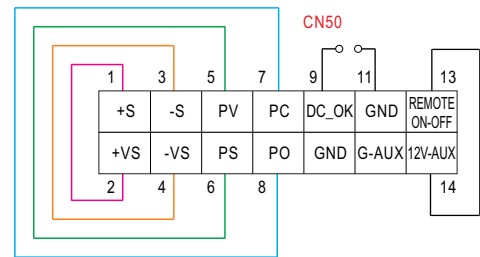 CN50
1 3 5 7 9 11 13
+S -S PV PC DC_OK GND REMOTE
ON-OFF
+VS -VS PS PO GND G-AUX 12V-AUX
2 4 6 8 14